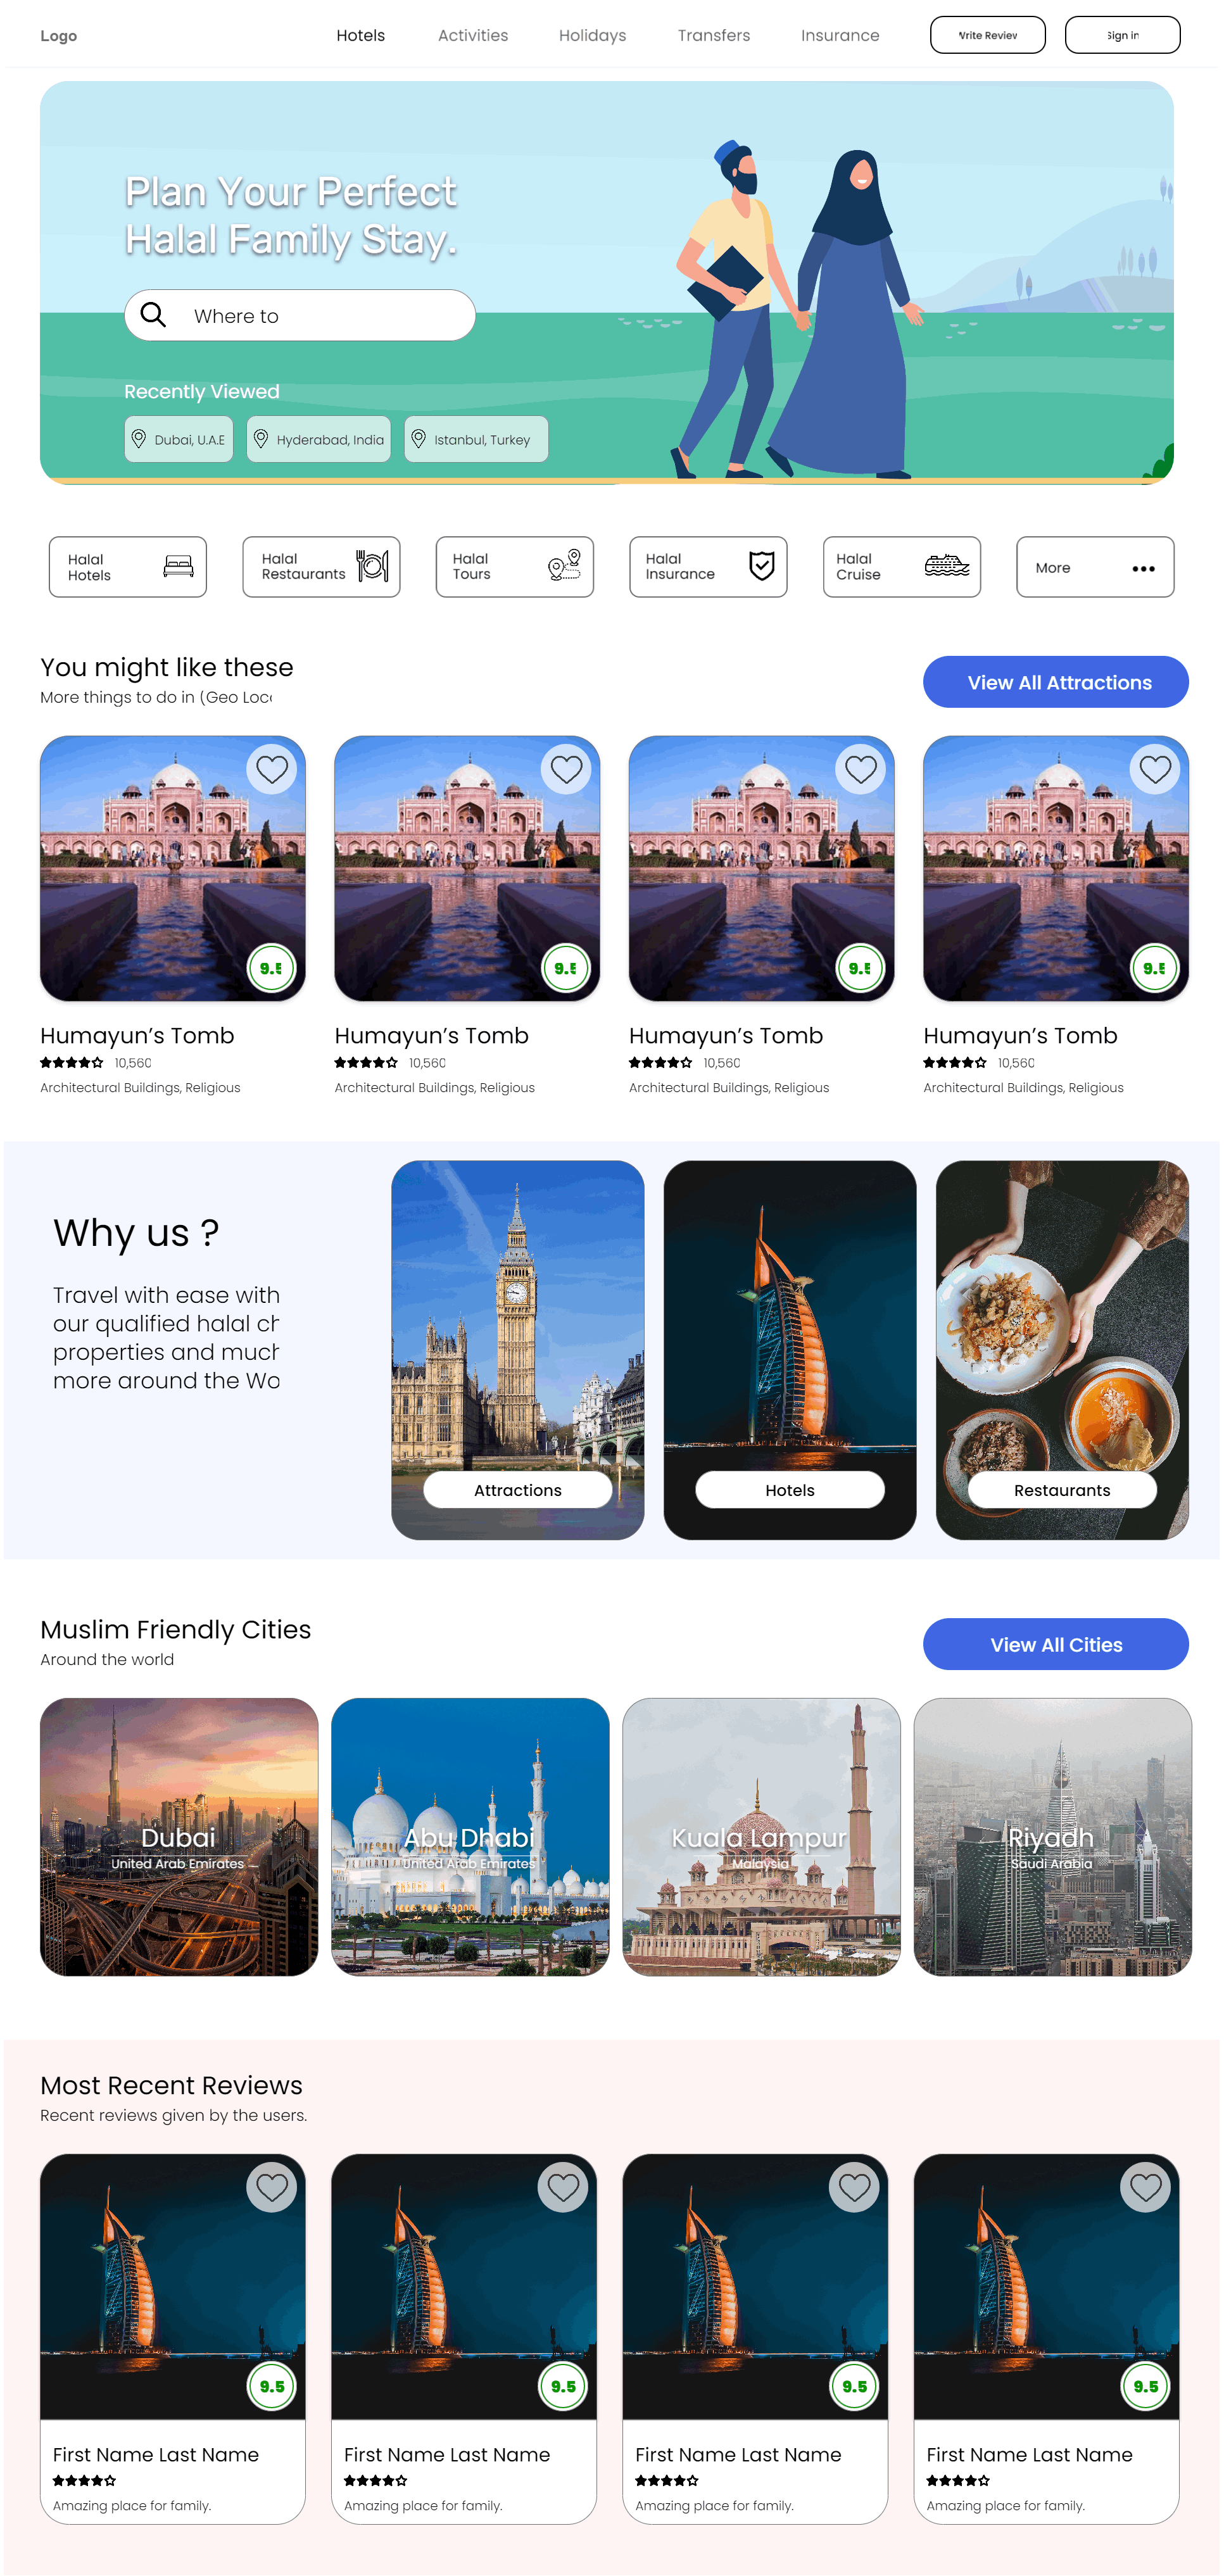 Logo
Hotels
Activities
Holidays
Transfers
Insurance
Write Review
Sign in
Plan Your Perfect
Halal Family Stay.
Where to
Recently Viewed
Dubai, U.A.E
Hyderabad, India
Istanbul, Turkey
Halal
Hotels
Halal
Restaurants
Halal
Tours
Halal
Insurance
Halal
Cruise
More
You might like these
More things to do in (Geo Loc
View All Attractions
9.5
9.5
9.5
9.5
Humayun’s Tomb
10,560
Architectural Buildings, Religious
Humayun’s Tomb
10,560
Architectural Buildings, Religious
Humayun’s Tomb
10,560
Architectural Buildings, Religious
Humayun’s Tomb
10,560
Architectural Buildings, Religious
Why us ?
Travel with ease with
our qualified halal ch
properties and much
more around the Wo
Attractions
Hotels
Restaurants
Muslim Friendly Cities
Around the world
View All Cities
Dubai
United Arab Emirates
Abu Dhabi
United Arab Emirates
Kuala Lampur
Malaysia
Riyadh
Saudi Arabia
Most Recent Reviews
Recent reviews given by the users.
9.5
9.5
9.5
9.5
First Name Last Name
Amazing place for family.
First Name Last Name
Amazing place for family.
First Name Last Name
Amazing place for family.
First Name Last Name
Amazing place for family.